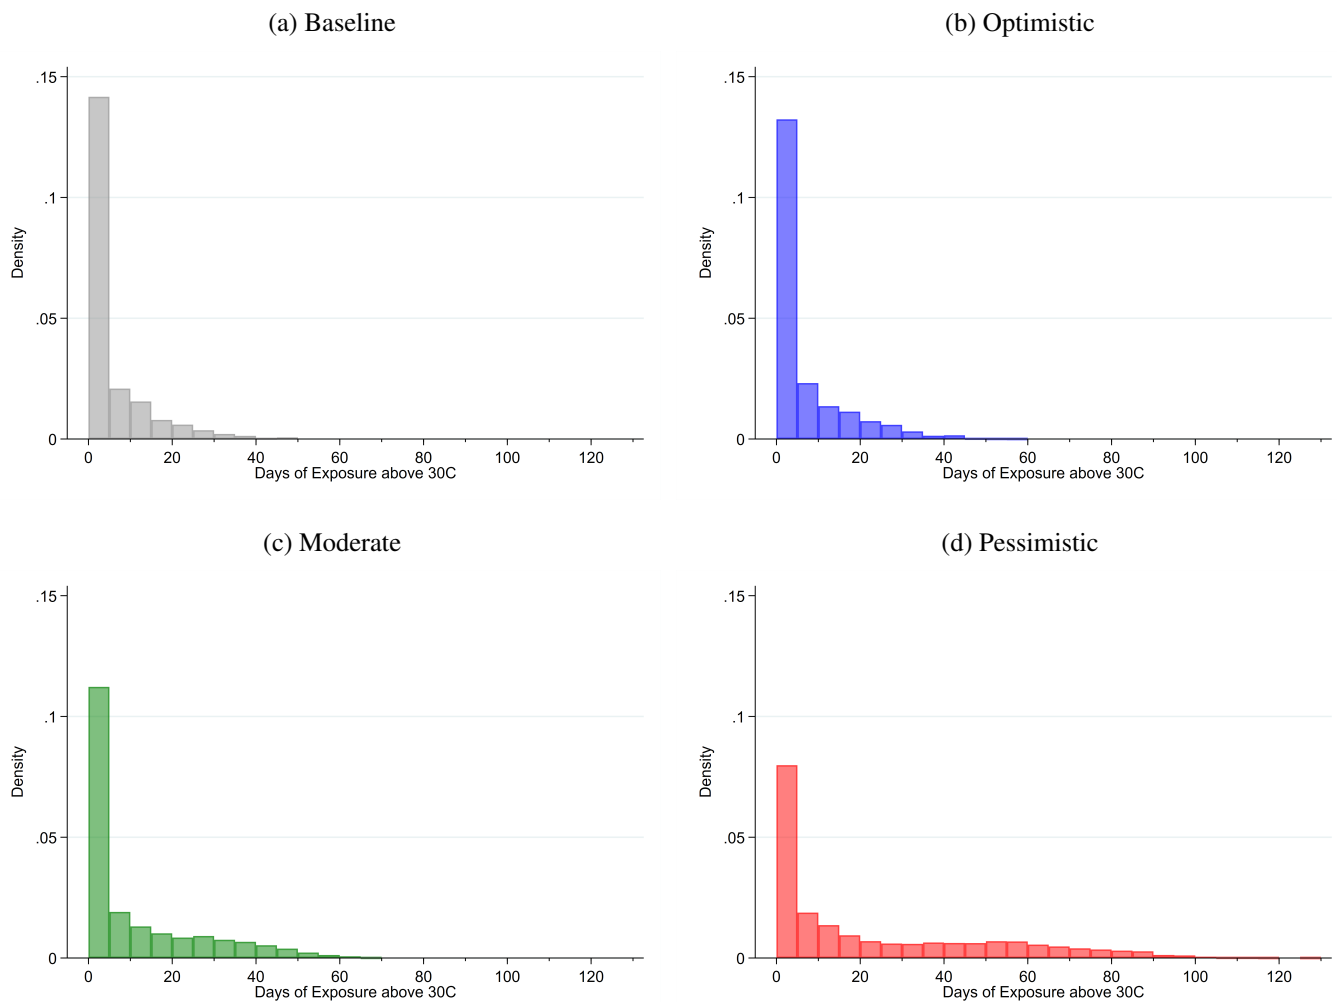 (a) Baseline
.15
.1
.05
0
Density
0 20 40 60 80 100 120
Days of Exposure above 30C
(b) Optimistic
.15
.1
.05
0
Density
0 20 40 60 80 100 120
Days of Exposure above 30C
(c) Moderate
.15
.1
.05
0
Density
0 20 40 60 80 100 120
Days of Exposure above 30C
(d) Pessimistic
.15
.1
.05
0
Density
0 20 40 60 80 100 120
Days of Exposure above 30C